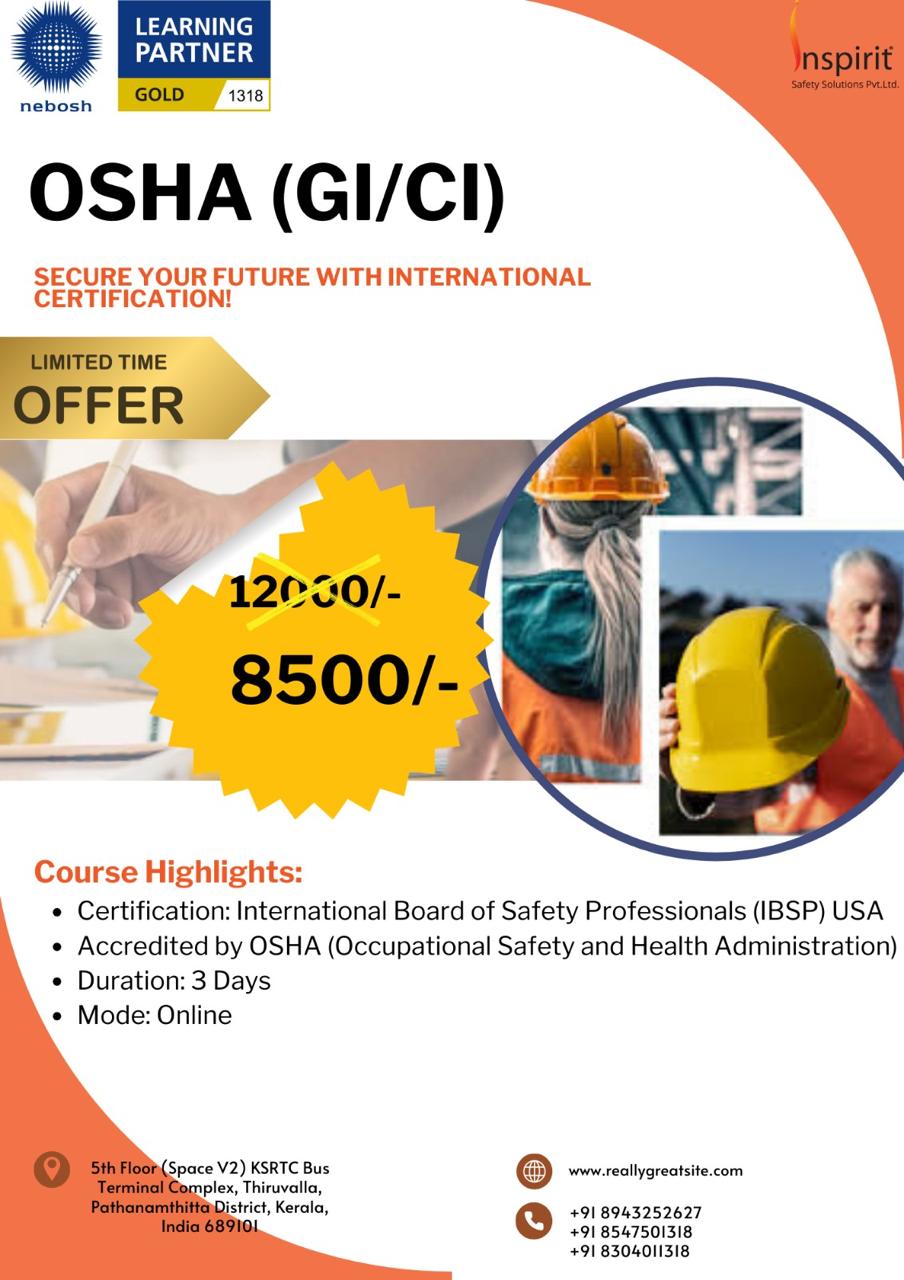 nebosh
LEARNING
PARTNER
GOLD 1318
Inspirit
Safety Solutions Pvt.Ltd.
OSHA (GI/CI)
SECURE YOUR FUTURE WITH INTERNATIONAL
CERTIFICATION!
LIMITED TIME
OFFER
12000/-
8500/-
Course Highlights:
• Certification: International Board of Safety Professionals (IBSP) USA
• Accredited by OSHA (Occupational Safety and Health Administration)
• Duration: 3 Days
• Mode: Online
5th Floor (Space V2) KSRTC Bus
Terminal Complex, Thiruvalla,
Pathanamthitta District, Kerala,
India 689101
www.reallygreatsite.com
+91 8943252627
+91 8547501318
+91 8304011318